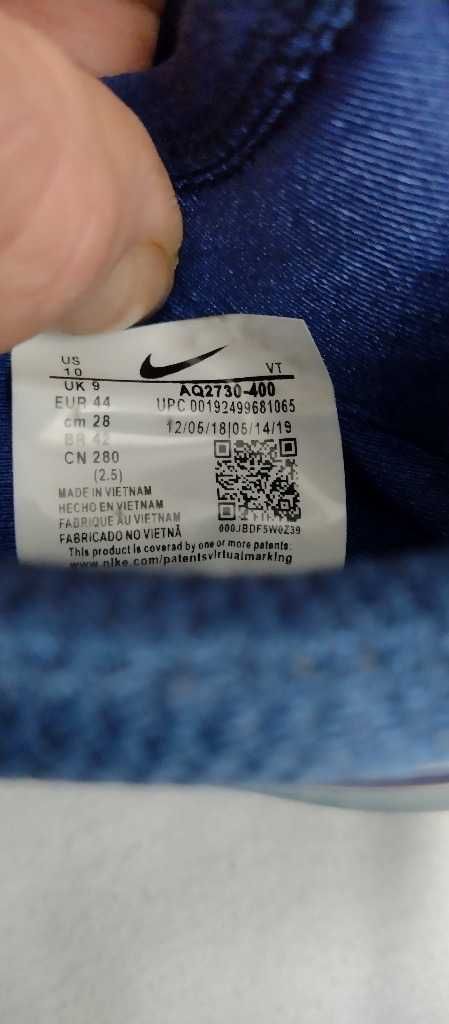 US
10
VT
UK 9
AQ2730-400
EUR 44
UPC 00192499681065
cm 28
12/05/18|05/14/19
BR 42
CN 280
(2.5)
MADE IN VIETNAM
HECHO EN VIETNAM
FABRIQUÉ AU VIETNAM
FABRICADO NO VIETNÃ
000JBDF5W0Z39
This product is covered by one or more patents:
www.nike.com/patentsvirtualmarking